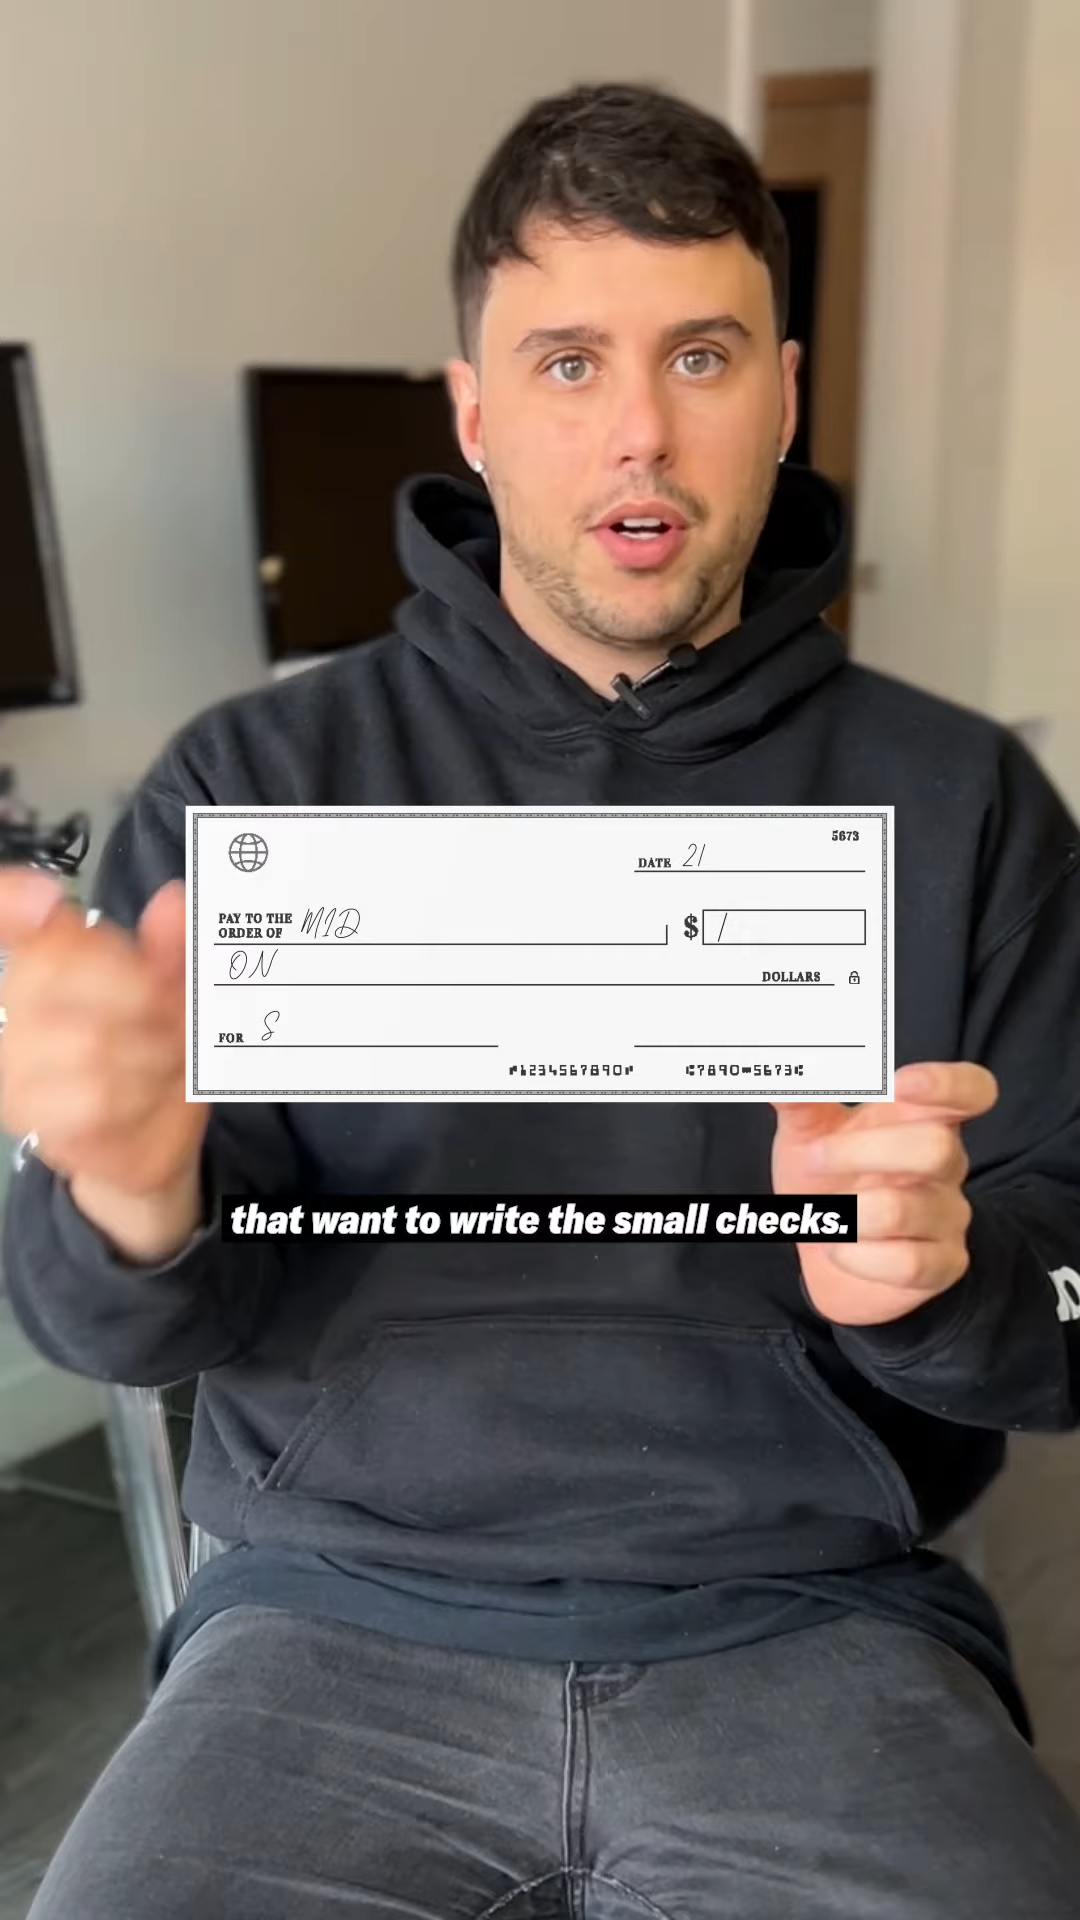 5673
DATE 21
PAY TO THE
ORDER OF MID
$ 1
ON
DOLLARS
FOR S
⑈1234567890⑈ ⑆7890⑉5673⑆
that want to write the small checks.